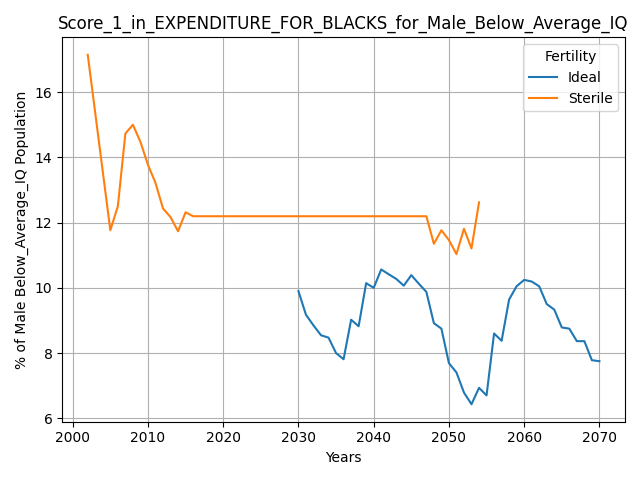 Score_1_in_EXPENDITURE_FOR_BLACKS_for_Male_Below_Average_IQ
Fertility
Ideal
Sterile
% of Male Below_Average_IQ Population
16
14
12
10
8
6
2000 2010 2020 2030 2040 2050 2060 2070
Years